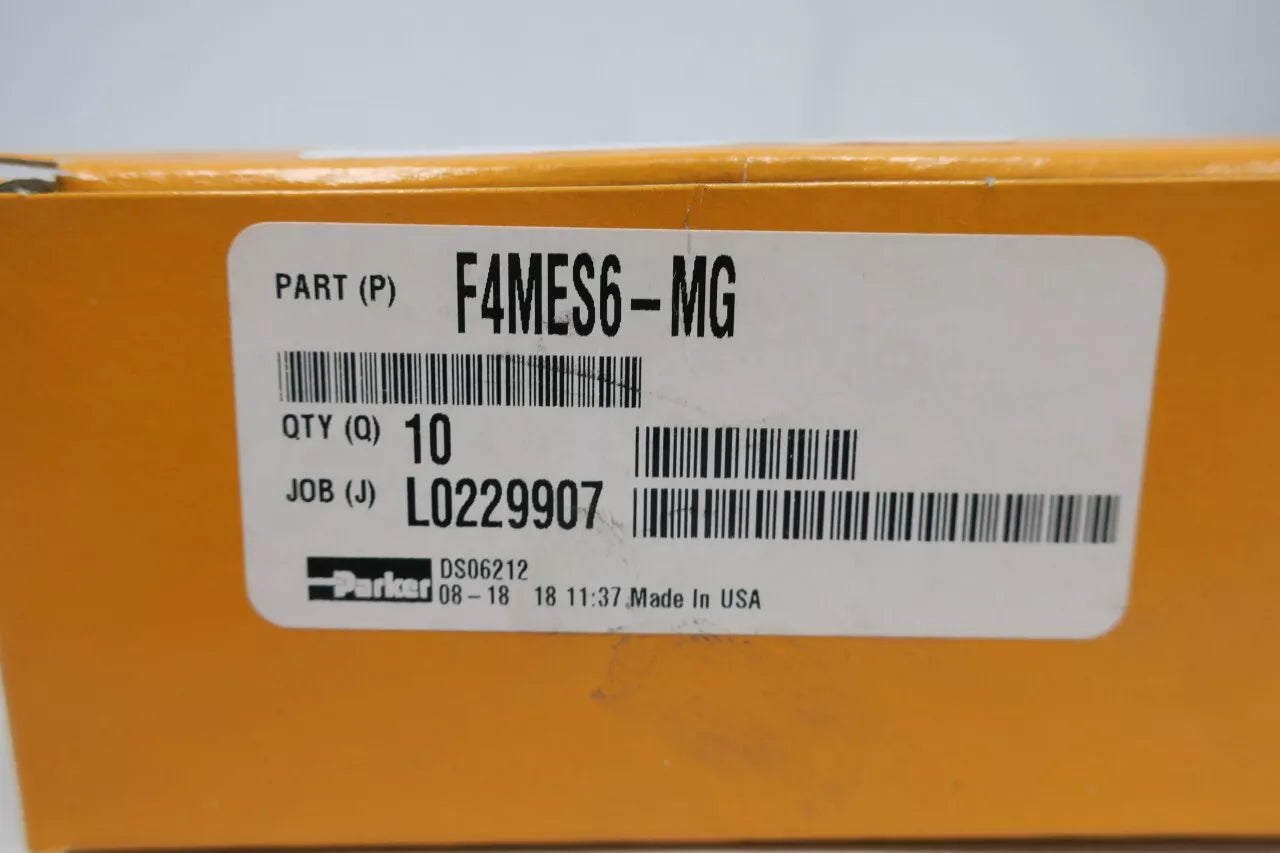 PART (P) F4MES6-MG
QTY (Q) 10
JOB (J) L0229907
Parker DS06212
08-18 18 11:37 Made In USA